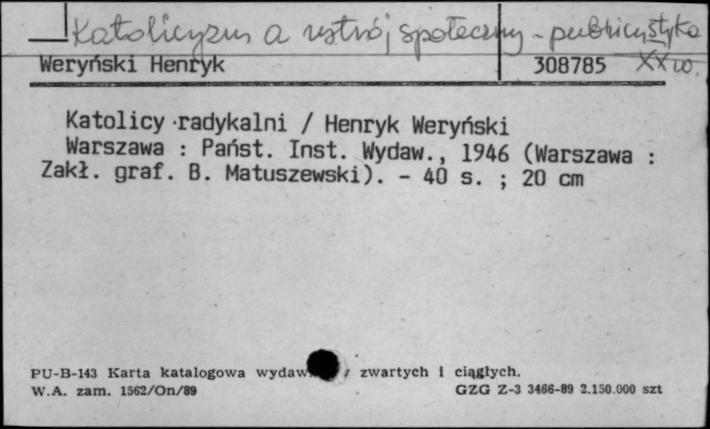 Katolicyzm a ustrój społeczny - publicystyka
Weryński Henryk 308785 XX w.
Katolicy radykalni / Henryk Weryński
Warszawa : Państ. Inst. Wydaw., 1946 (Warszawa :
Zakł. graf. B. Matuszewski). - 40 s. ; 20 cm
PU-B-143 Karta katalogowa zwartych i ciągłych.
W.A. zam. 1562/On/89 GZG Z-3 3466-89 2.150.000 szt